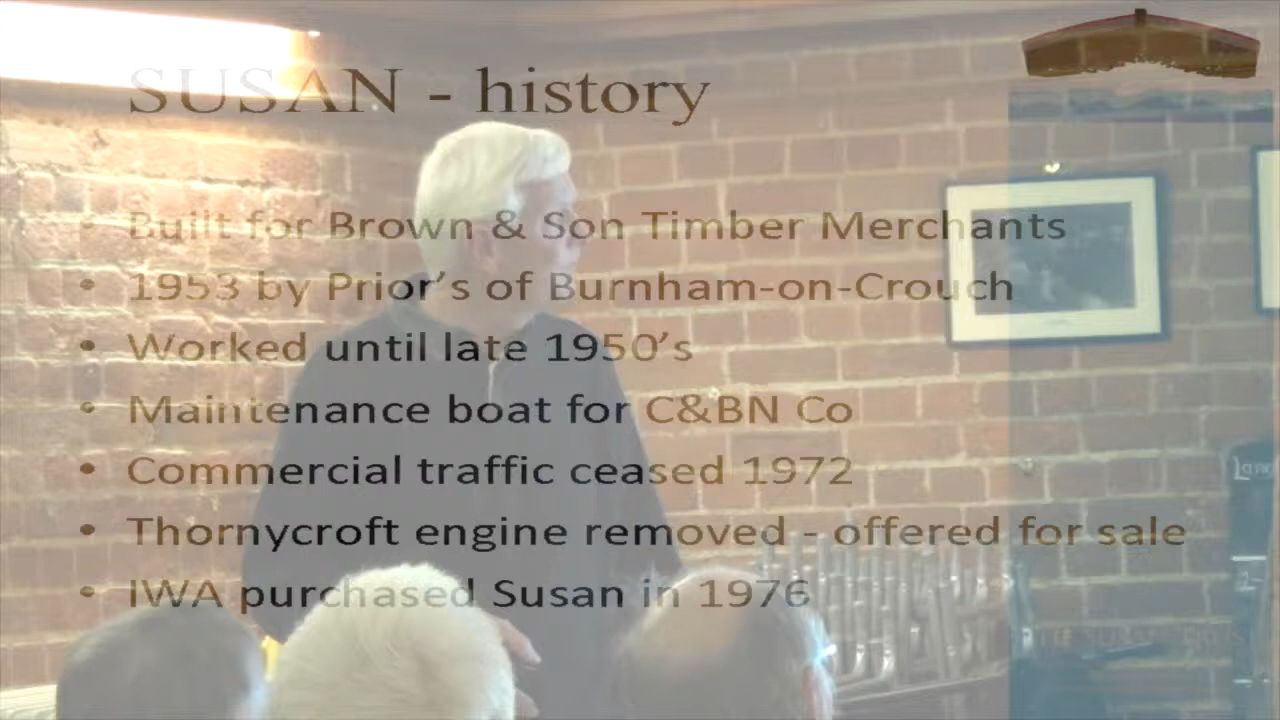 SUSAN - history
• Built for Brown & Son Timber Merchants
• 1953 by Prior's of Burnham-on-Crouch
• Worked until late 1950's
• Maintenance boat for C&BN Co
• Commercial traffic ceased 1972
• Thornycroft engine removed - offered for sale
• IWA purchased Susan in 1976